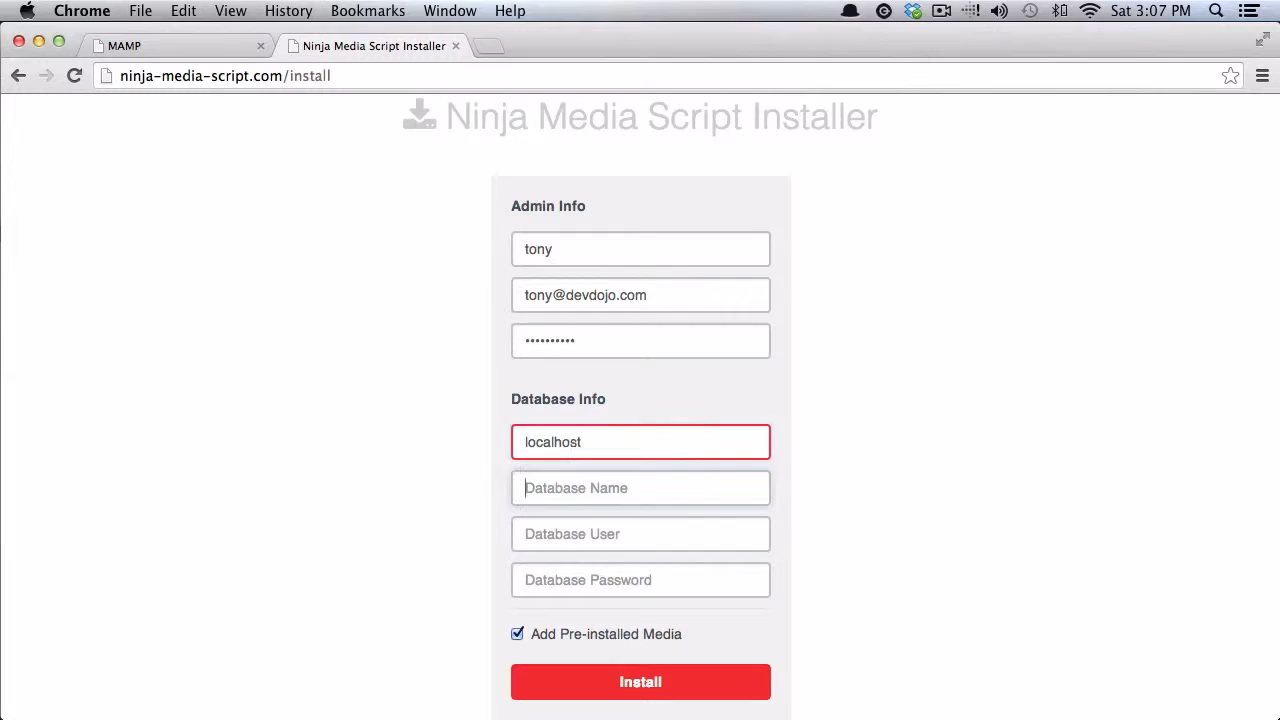 Chrome File Edit View History Bookmarks Window Help Sat 3:07 PM
MAMP Ninja Media Script Installer
ninja-media-script.com/install
Ninja Media Script Installer
Admin Info
tony
tony@devdojo.com
••••••••••
Database Info
localhost
Database Name
Database User
Database Password
Add Pre-installed Media
Install